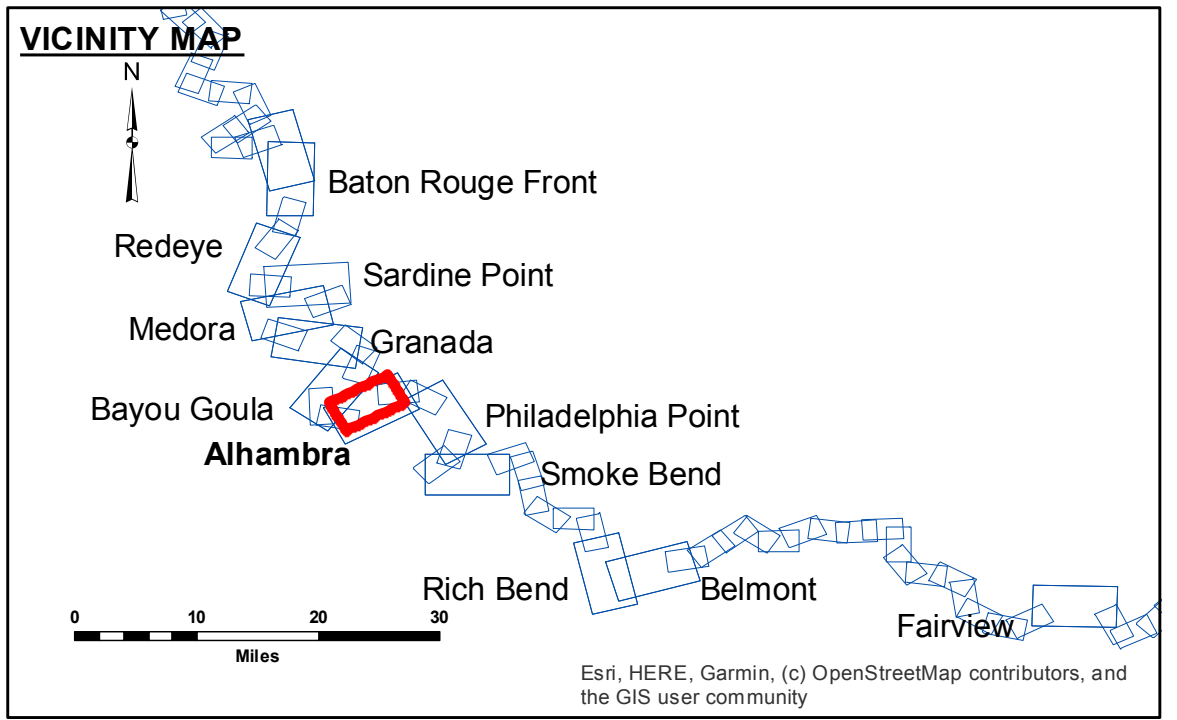 VICINITY MAP
N
Baton Rouge Front
Redeye
Sardine Point
Medora
Granada
Bayou Goula
Philadelphia Point
Alhambra
Smoke Bend
Rich Bend
Belmont
Fairview
0 10 20 30
Miles
Esri, HERE, Garmin, (c) OpenStreetMap contributors, and
the GIS user community